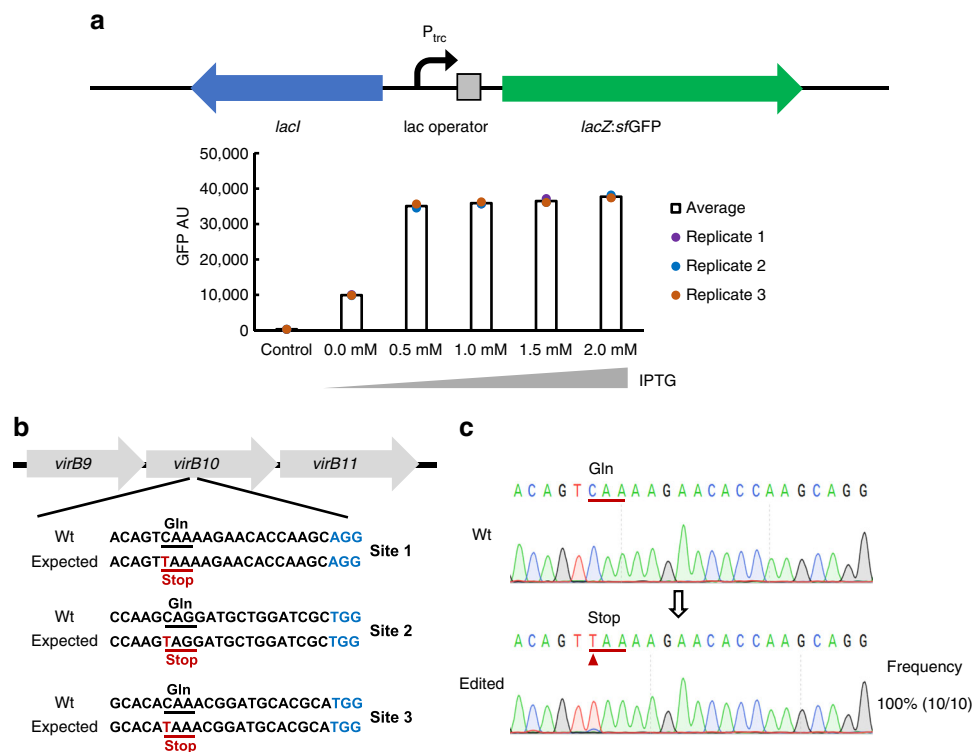 a
P_trc
lacI
lac operator
lacZ:sfGFP
50,000
40,000
30,000
20,000
10,000
0
GFP AU
Control 0.0 mM 0.5 mM 1.0 mM 1.5 mM 2.0 mM
IPTG
Average
Replicate 1
Replicate 2
Replicate 3
b
virB9 virB10 virB11
Gln
Wt ACAGTCAAAAGAACACCAAGCAGG
Site 1
Expected ACAGTTAAAAGAACACCAAGCAGG
Stop
Gln
Wt CCAAGCAGGATGCTGGATCGCTGG
Site 2
Expected CCAAGTAGGATGCTGGATCGCTGG
Stop
Gln
Wt GCACACAAACGGATGCACGCATGG
Site 3
Expected GCACATAAACGGATGCACGCATGG
Stop
c
Gln
A C A G T C A A A A G A A C A C C A A G C A G G
Wt
Stop
A C A G T T A A A A G A A C A C C A A G C A G G
Edited
Frequency
100% (10/10)